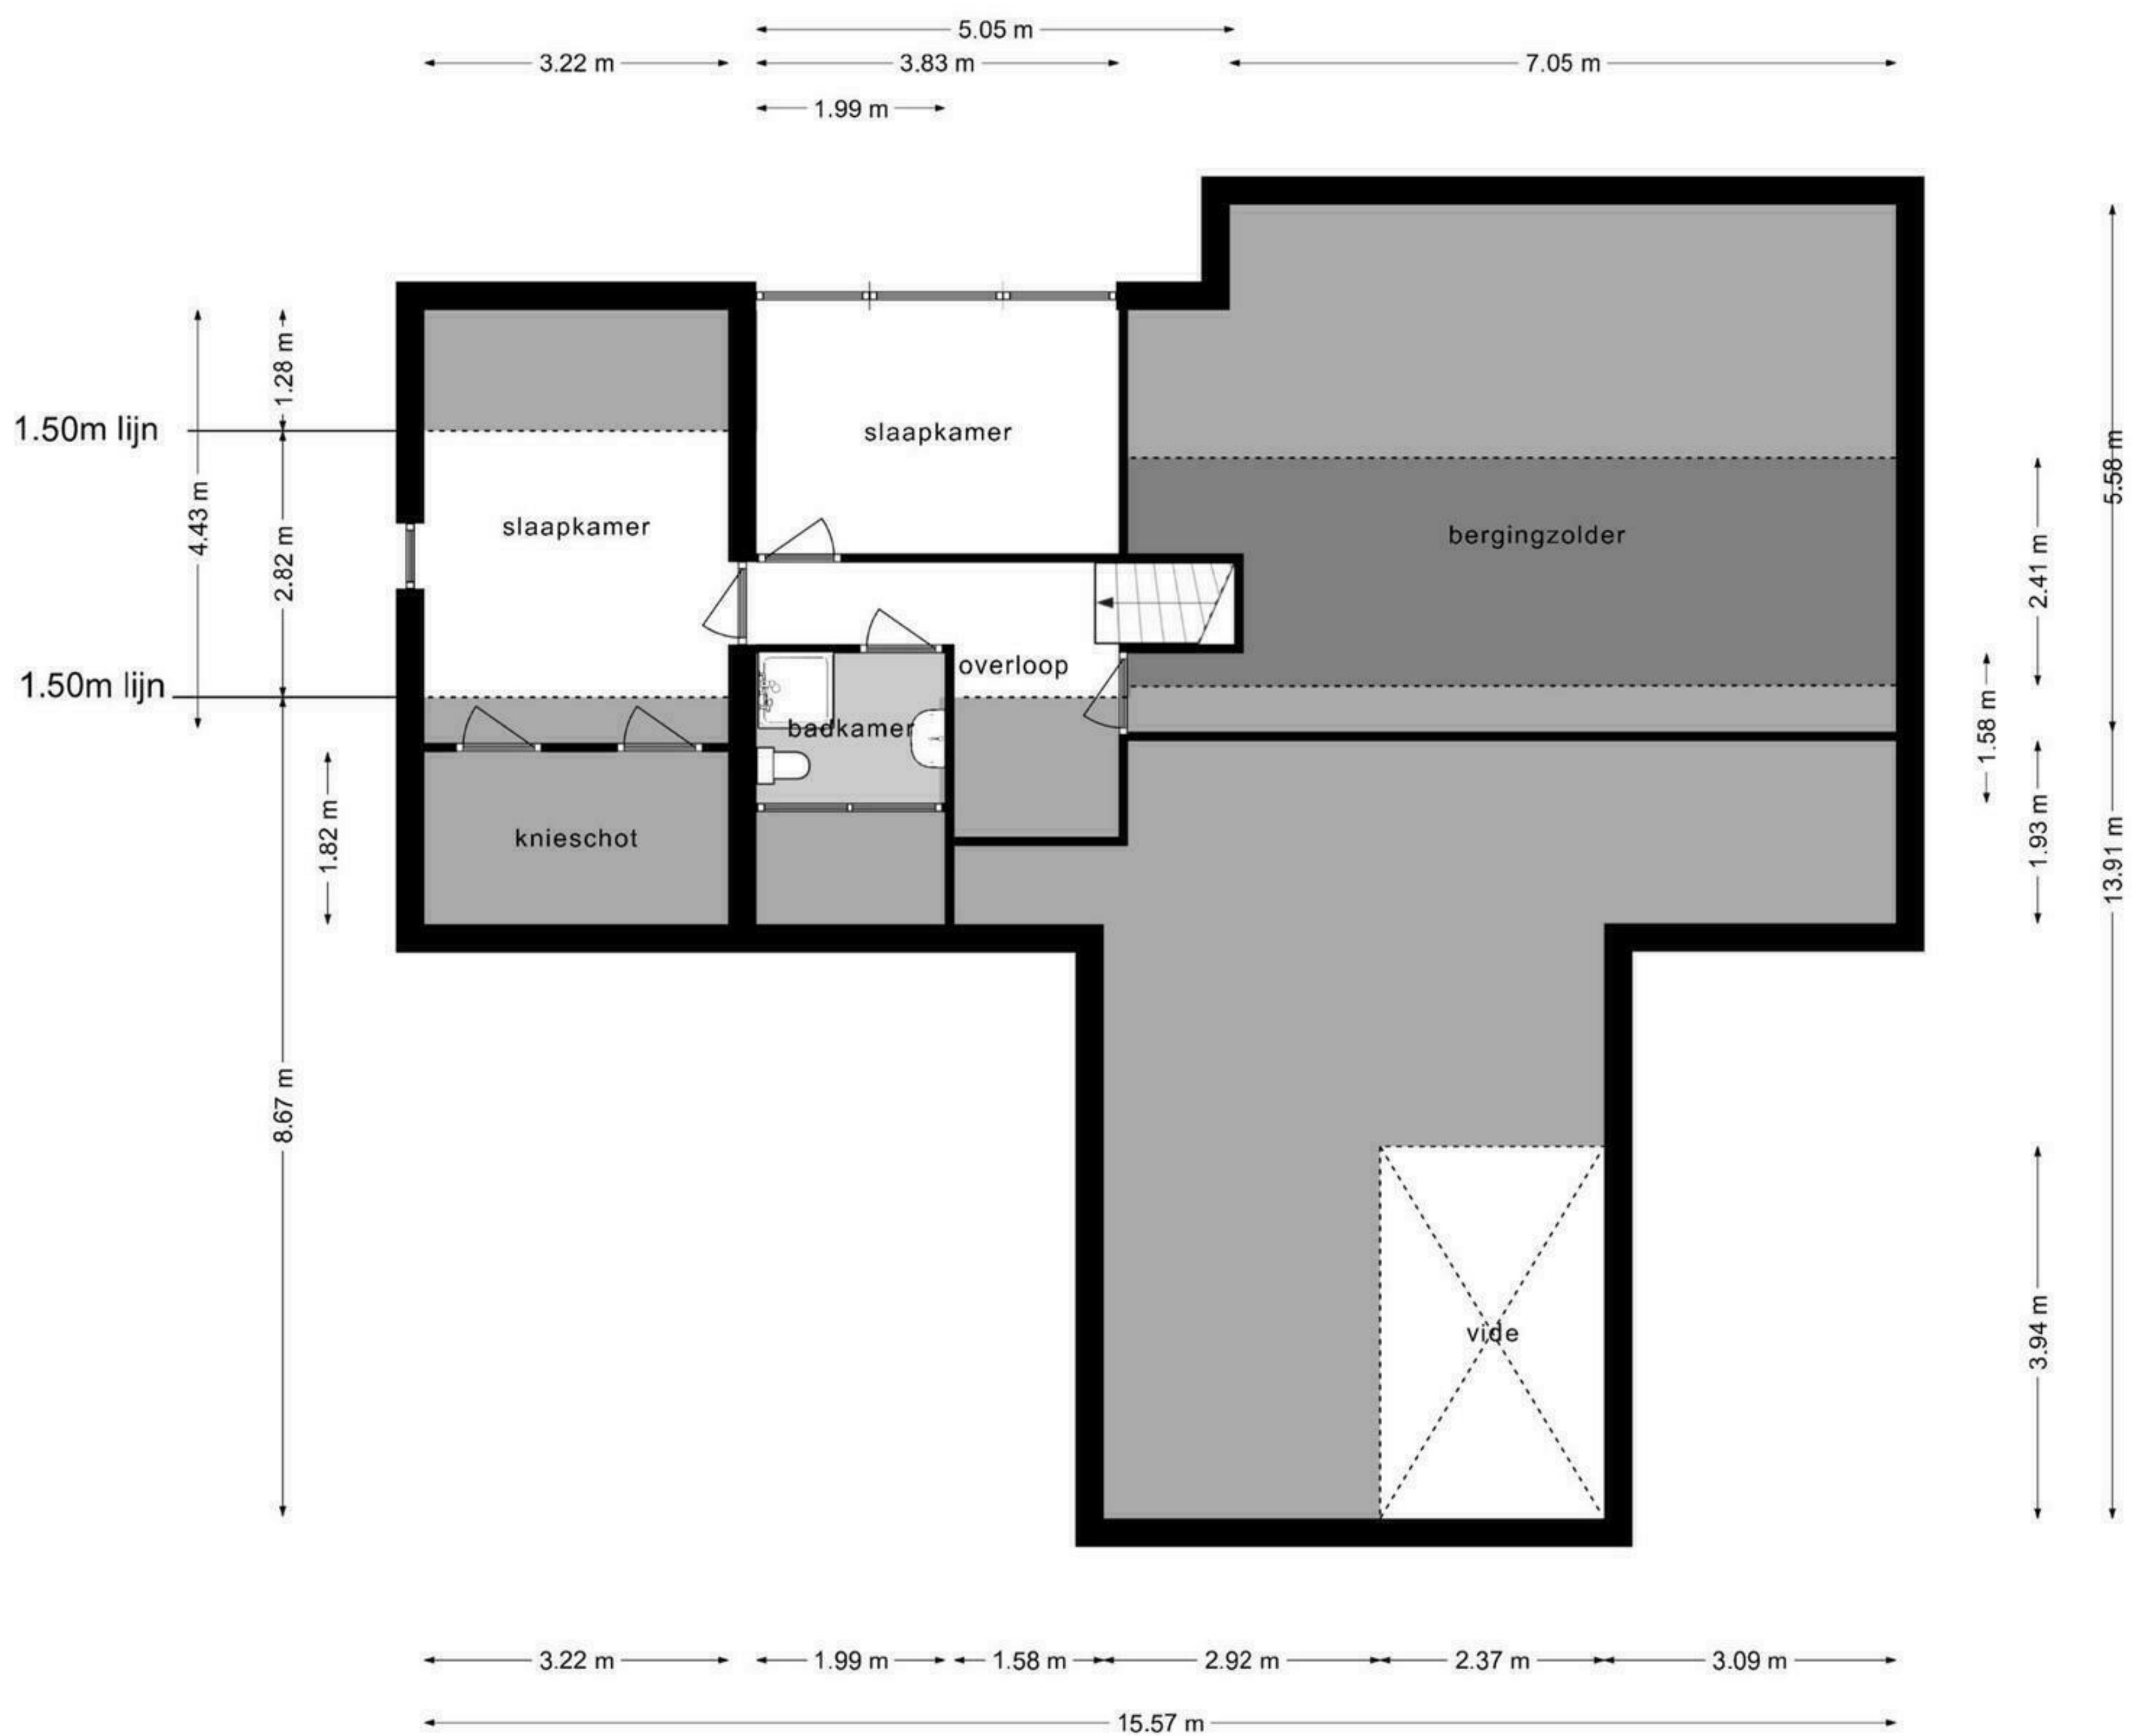 5.05 m
3.22 m
3.83 m
7.05 m
1.99 m
1.28 m
1.50m lijn
slaapkamer
5.58 m
4.43 m
2.82 m
slaapkamer
bergingzolder
2.41 m
overloop
1.50m lijn
badkamer
1.58 m
1.82 m
knieschot
1.93 m
13.91 m
8.67 m
vide
3.94 m
3.22 m
1.99 m
1.58 m
2.92 m
2.37 m
3.09 m
15.57 m